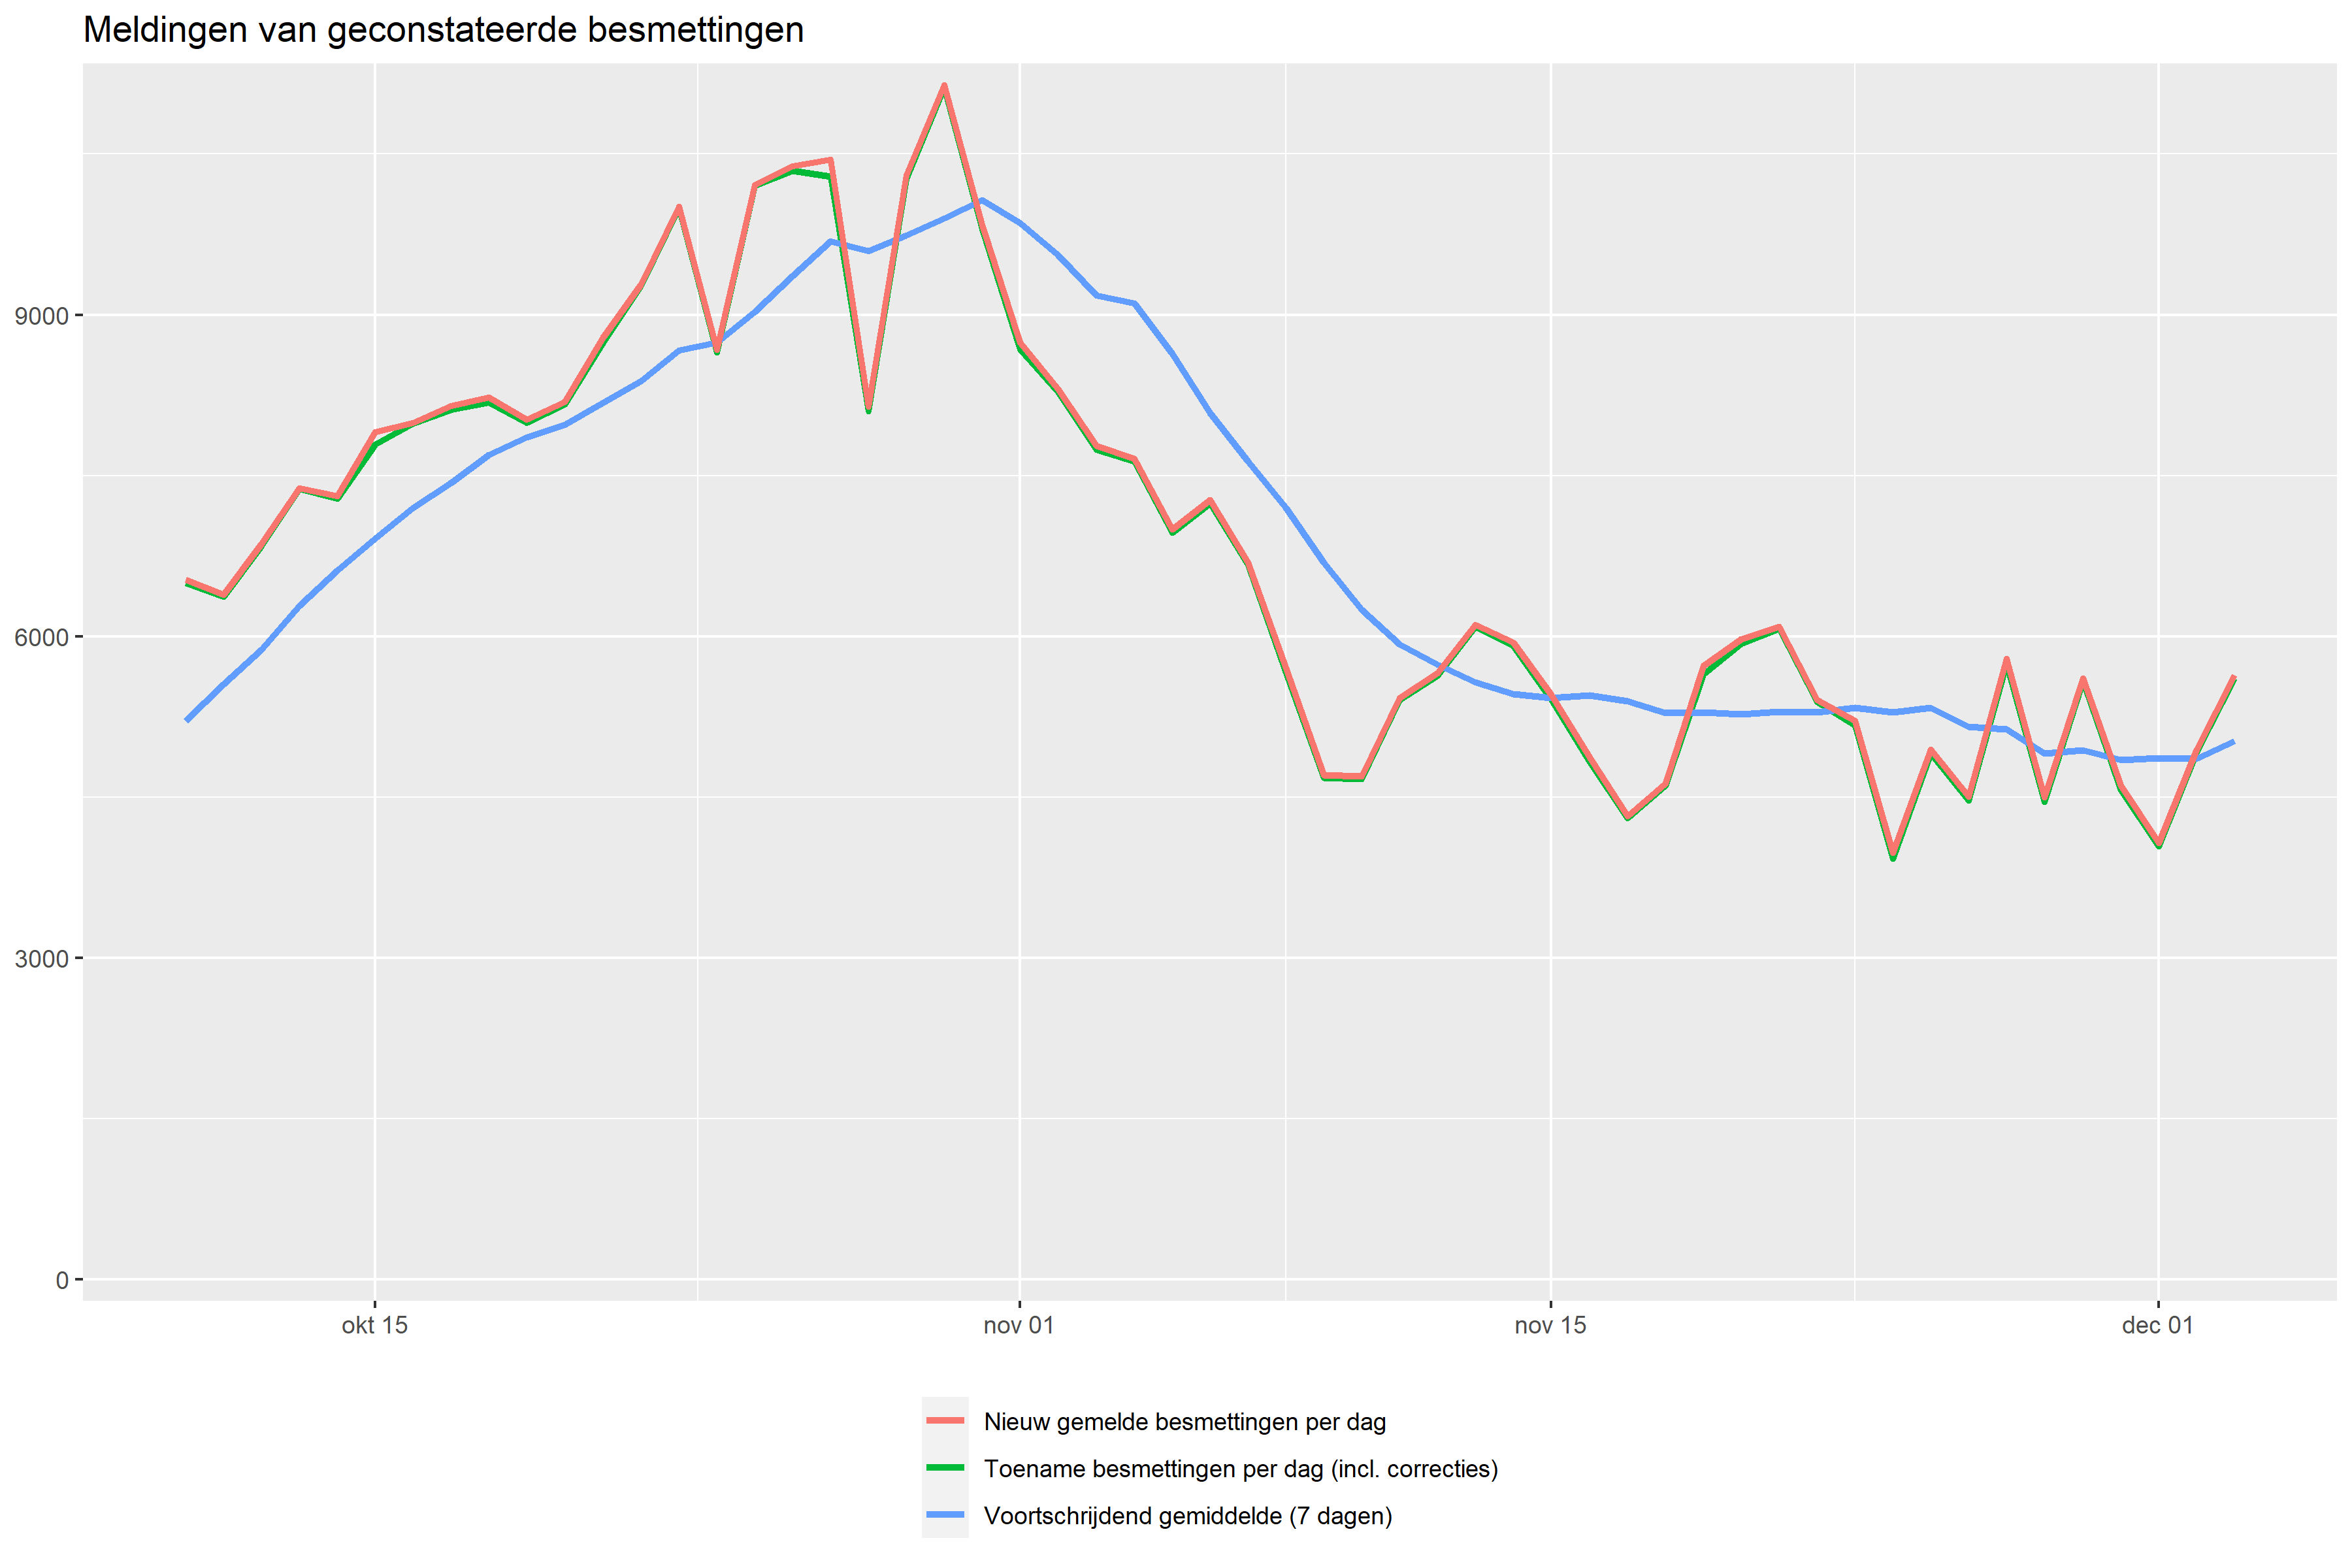 Meldingen van geconstateerde besmettingen
9000
6000
3000
0
okt 15
nov 01
nov 15
dec 01
Nieuw gemelde besmettingen per dag
Toename besmettingen per dag (incl. correcties)
Voortschrijdend gemiddelde (7 dagen)